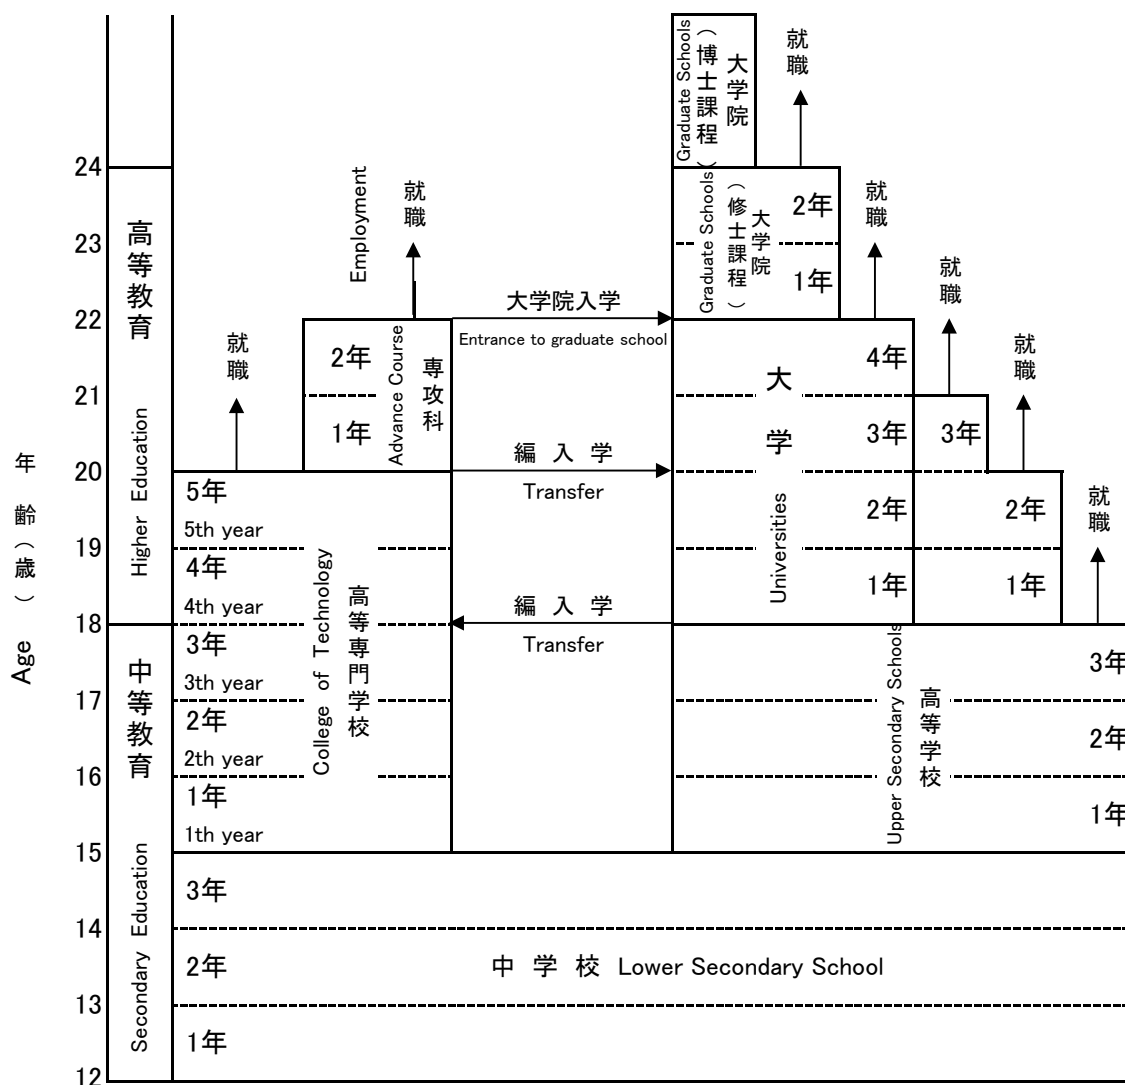 年齢(歳)
Age
24
23
22
21
20
19
18
17
16
15
14
13
12
高等教育
Higher Education
中等教育
Secondary Education
就職
Employment
就職
2年
1年
Advance Course
専攻科
5年
5th year
4年
4th year
3年
3th year
2年
2th year
1年
1th year
College of Technology
高等専門学校
大学院入学
Entrance to graduate school
編入学
Transfer
編入学
Transfer
Graduate Schools
(博士課程)
大学院
就職
Graduate Schools
(修士課程)
大学院
2年
1年
就職
大学
Universities
4年
3年
2年
1年
就職
3年
就職
2年
1年
就職
Upper Secondary Schools
高等学校
3年
2年
1年
3年
2年
1年
中学校 Lower Secondary School